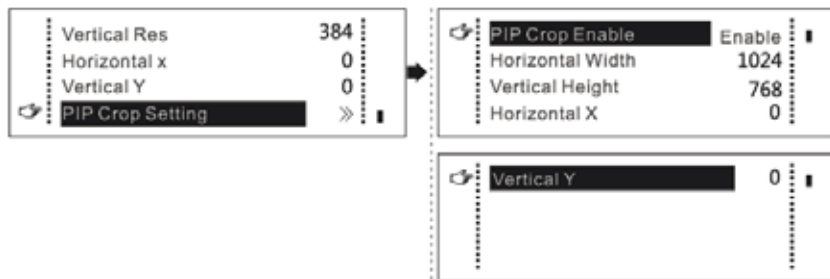 Vertical Res 384
Horizontal x 0
Vertical Y 0
PIP Crop Setting »
PIP Crop Enable Enable
Horizontal Width 1024
Vertical Height 768
Horizontal X 0
Vertical Y 0